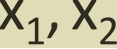 x₁, x₂